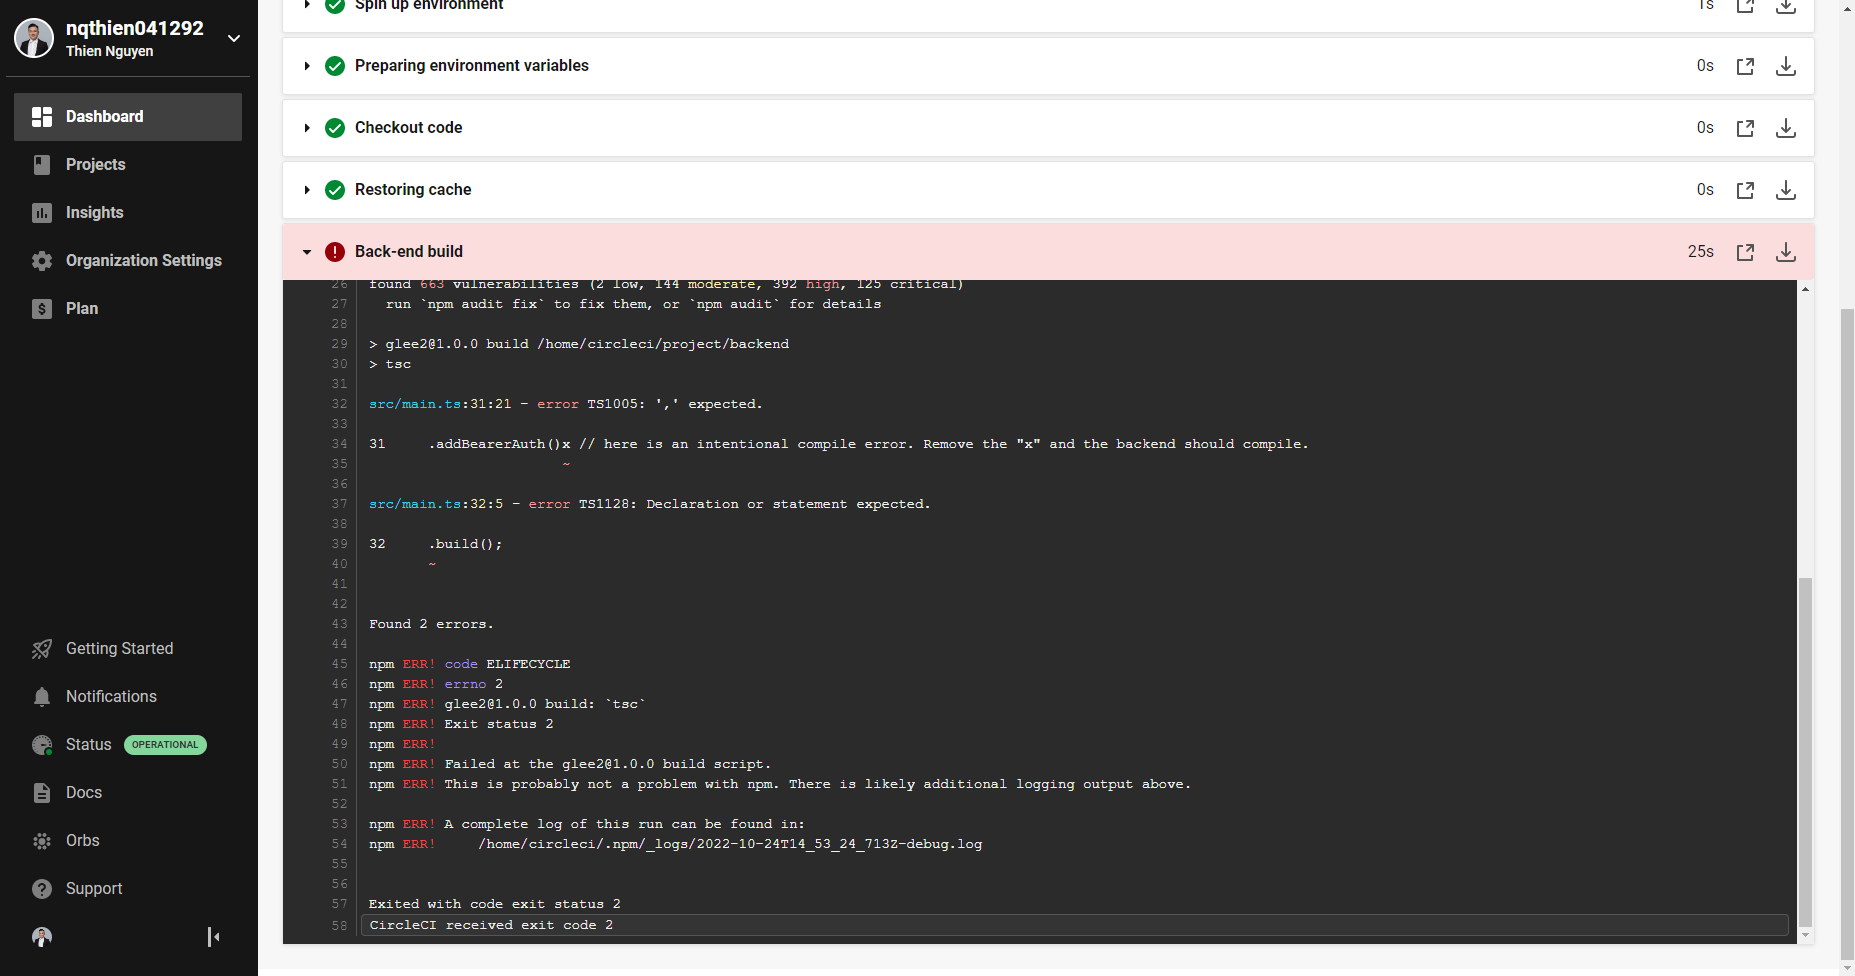 nqthien041292
Thien Nguyen
Dashboard
Projects
Insights
Organization Settings
$ Plan
Getting Started
Notifications
Status OPERATIONAL
Docs
Orbs
? Support
Spin up environment 1s
Preparing environment variables 0s
Checkout code 0s
Restoring cache 0s
! Back-end build 25s
26 found 663 vulnerabilities (2 low, 144 moderate, 392 high, 125 critical)
27 run `npm audit fix` to fix them, or `npm audit` for details
28
29 > glee2@1.0.0 build /home/circleci/project/backend
30 > tsc
31
32 src/main.ts:31:21 - error TS1005: ',' expected.
33
34 31 .addBearerAuth()x // here is an intentional compile error. Remove the "x" and the backend should compile.
35 ~
36
37 src/main.ts:32:5 - error TS1128: Declaration or statement expected.
38
39 32 .build();
40 ~
41
42
43 Found 2 errors.
44
45 npm ERR! code ELIFECYCLE
46 npm ERR! errno 2
47 npm ERR! glee2@1.0.0 build: `tsc`
48 npm ERR! Exit status 2
49 npm ERR!
50 npm ERR! Failed at the glee2@1.0.0 build script.
51 npm ERR! This is probably not a problem with npm. There is likely additional logging output above.
52
53 npm ERR! A complete log of this run can be found in:
54 npm ERR! /home/circleci/.npm/_logs/2022-10-24T14_53_24_713Z-debug.log
55
56
57 Exited with code exit status 2
58 CircleCI received exit code 2